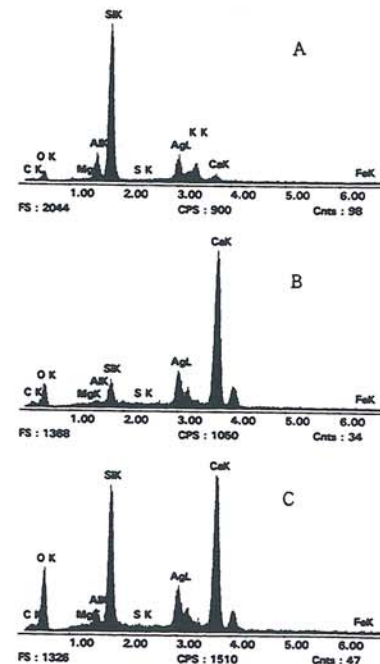 SiK
A
K K
AlK
AgL
O K
CaK
C K
Mg
S K
FeK
1.00 2.00 3.00 4.00 5.00 6.00
FS : 2044 CPS : 900 Cnts : 98
CaK
B
O K
SiK
AlK
AgL
C K
MgK
S K
FeK
1.00 2.00 3.00 4.00 5.00 6.00
FS : 1368 CPS : 1050 Cnts : 34
CaK
SiK
C
O K
AgL
AlK
C K
Mg
S K
FeK
1.00 2.00 3.00 4.00 5.00 6.00
FS : 1326 CPS : 1510 Cnts : 47